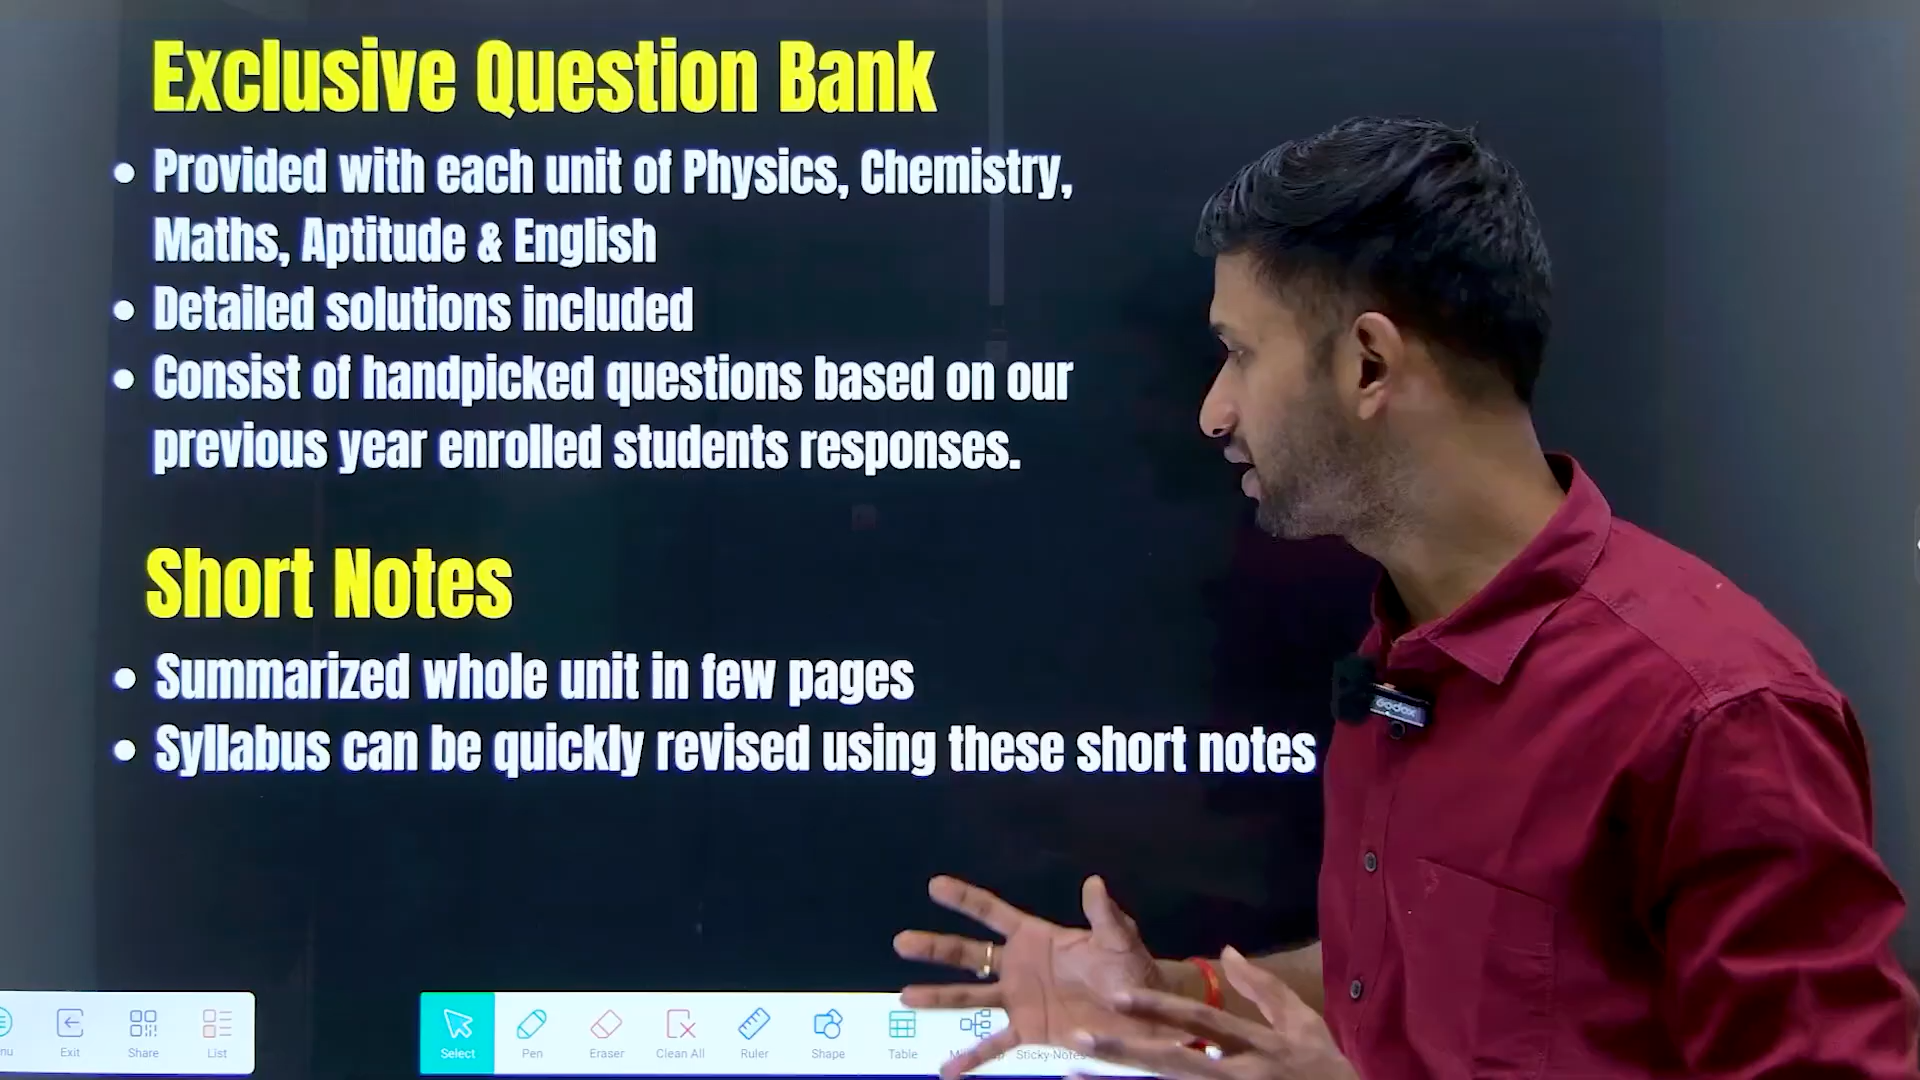 Exclusive Question Bank
• Provided with each unit of Physics, Chemistry,
Maths, Aptitude & English
• Detailed solutions included
• Consist of handpicked questions based on our
previous year enrolled students responses.
Short Notes
• Summarized whole unit in few pages
• Syllabus can be quickly revised using these short notes
Godox
Exit Share List
Select Pen Eraser Clean All Ruler Shape Table Sticky Notes